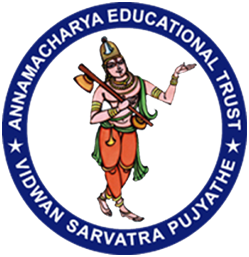 ANNAMACHARYA EDUCATIONAL TRUST
VIDWAN SARVATRA PUJYATHE